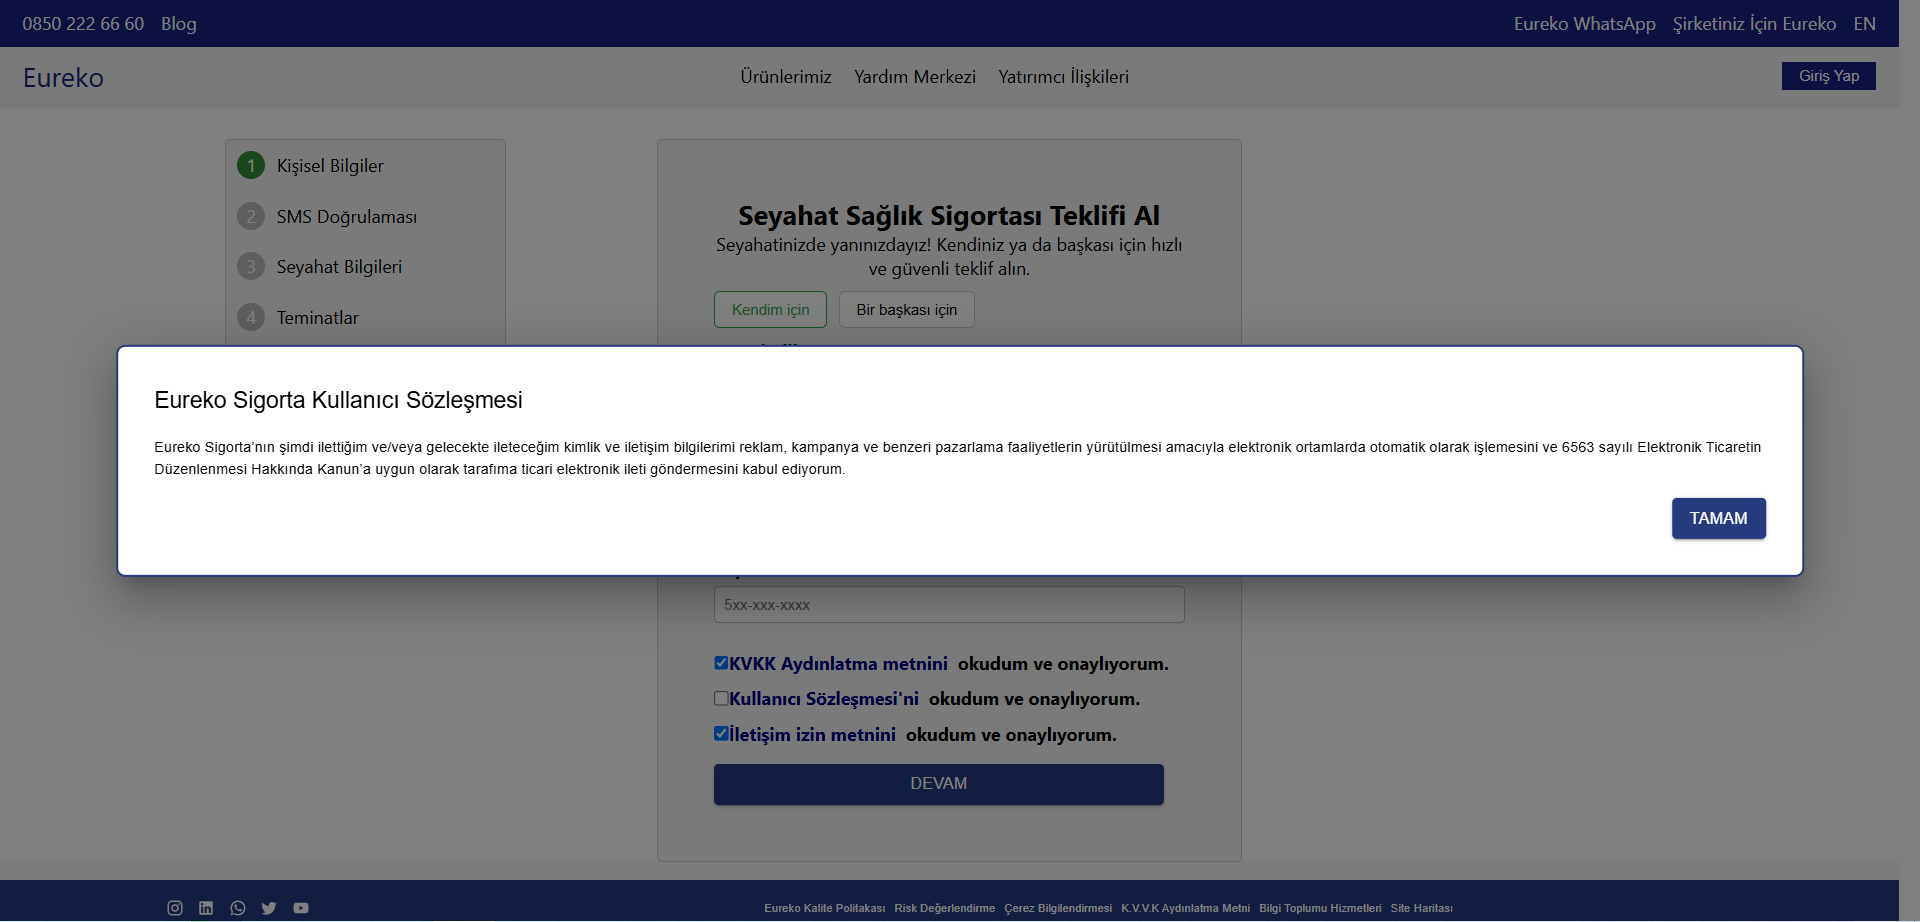 0850 222 66 60 Blog Eureko WhatsApp Şirketiniz İçin Eureko EN
Eureko Ürünlerimiz Yardım Merkezi Yatırımcı İlişkileri Giriş Yap
1 Kişisel Bilgiler
2 SMS Doğrulaması
3 Seyahat Bilgileri
4 Teminatlar
Seyahat Sağlık Sigortası Teklifi Al
Seyahatinizde yanınızdayız! Kendiniz ya da başkası için hızlı
ve güvenli teklif alın.
Kendim için Bir başkası için
Eureko Sigorta Kullanıcı Sözleşmesi
Eureko Sigorta’nın şimdi ilettiğim ve/veya gelecekte ileteceğim kimlik ve iletişim bilgilerimi reklam, kampanya ve benzeri pazarlama faaliyetlerin yürütülmesi amacıyla elektronik ortamlarda otomatik olarak işlemesini ve 6563 sayılı Elektronik Ticaretin
Düzenlenmesi Hakkında Kanun’a uygun olarak tarafıma ticari elektronik ileti göndermesini kabul ediyorum.
TAMAM
5xx-xxx-xxxx
KVKK Aydınlatma metnini okudum ve onaylıyorum.
Kullanıcı Sözleşmesi'ni okudum ve onaylıyorum.
İletişim izin metnini okudum ve onaylıyorum.
DEVAM
Eureko Kalite Politakası Risk Değerlendirme Çerez Bilgilendirmesi K.V.V.K Aydınlatma Metni Bilgi Toplumu Hizmetleri Site Haritası